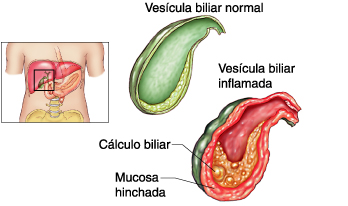 Vesícula biliar normal
Vesícula biliar
inflamada
Cálculo biliar
Mucosa
hinchada